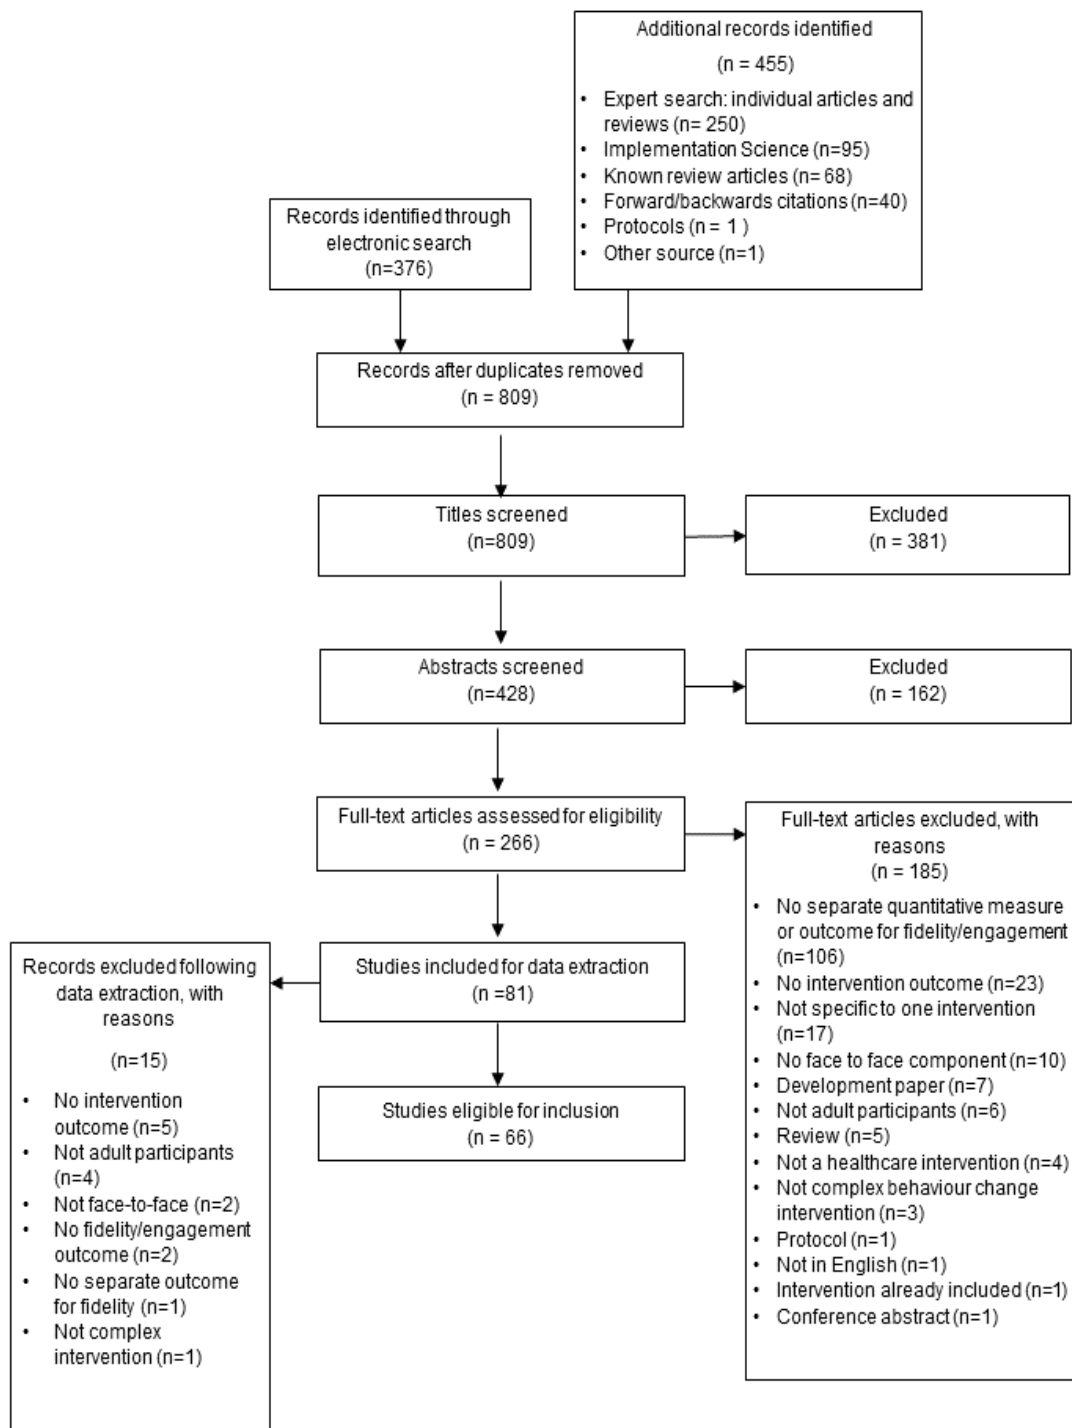 Additional records identified
(n = 455)
• Expert search: individual articles and
reviews (n= 250)
• Implementation Science (n=95)
• Known review articles (n= 68)
• Forward/backwards citations (n=40)
• Protocols (n = 1 )
• Other source (n=1)
Records identified through
electronic search
(n=376)
Records after duplicates removed
(n = 809)
Titles screened
(n=809)
Excluded
(n = 381)
Abstracts screened
(n=428)
Excluded
(n = 162)
Full-text articles assessed for eligibility
(n = 266)
Full-text articles excluded, with
reasons
(n = 185)
• No separate quantitative measure
or outcome for fidelity/engagement
(n=106)
• No intervention outcome (n=23)
• Not specific to one intervention
(n=17)
• No face to face component (n=10)
• Development paper (n=7)
• Not adult participants (n=6)
• Review (n=5)
• Not a healthcare intervention (n=4)
• Not complex behaviour change
intervention (n=3)
• Protocol (n=1)
• Not in English (n=1)
• Intervention already included (n=1)
• Conference abstract (n=1)
Studies included for data extraction
(n =81)
Records excluded following
data extraction, with
reasons
(n=15)
• No intervention
outcome (n=5)
• Not adult participants
(n=4)
• Not face-to-face (n=2)
• No fidelity/engagement
outcome (n=2)
• No separate outcome
for fidelity (n=1)
• Not complex
intervention (n=1)
Studies eligible for inclusion
(n = 66)